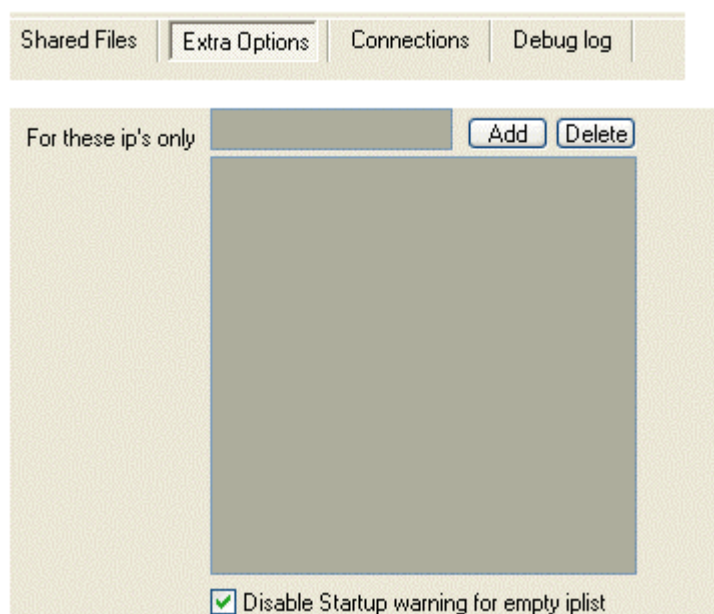 Shared Files Extra Options Connections Debug log
For these ip's only Add Delete
Disable Startup warning for empty iplist